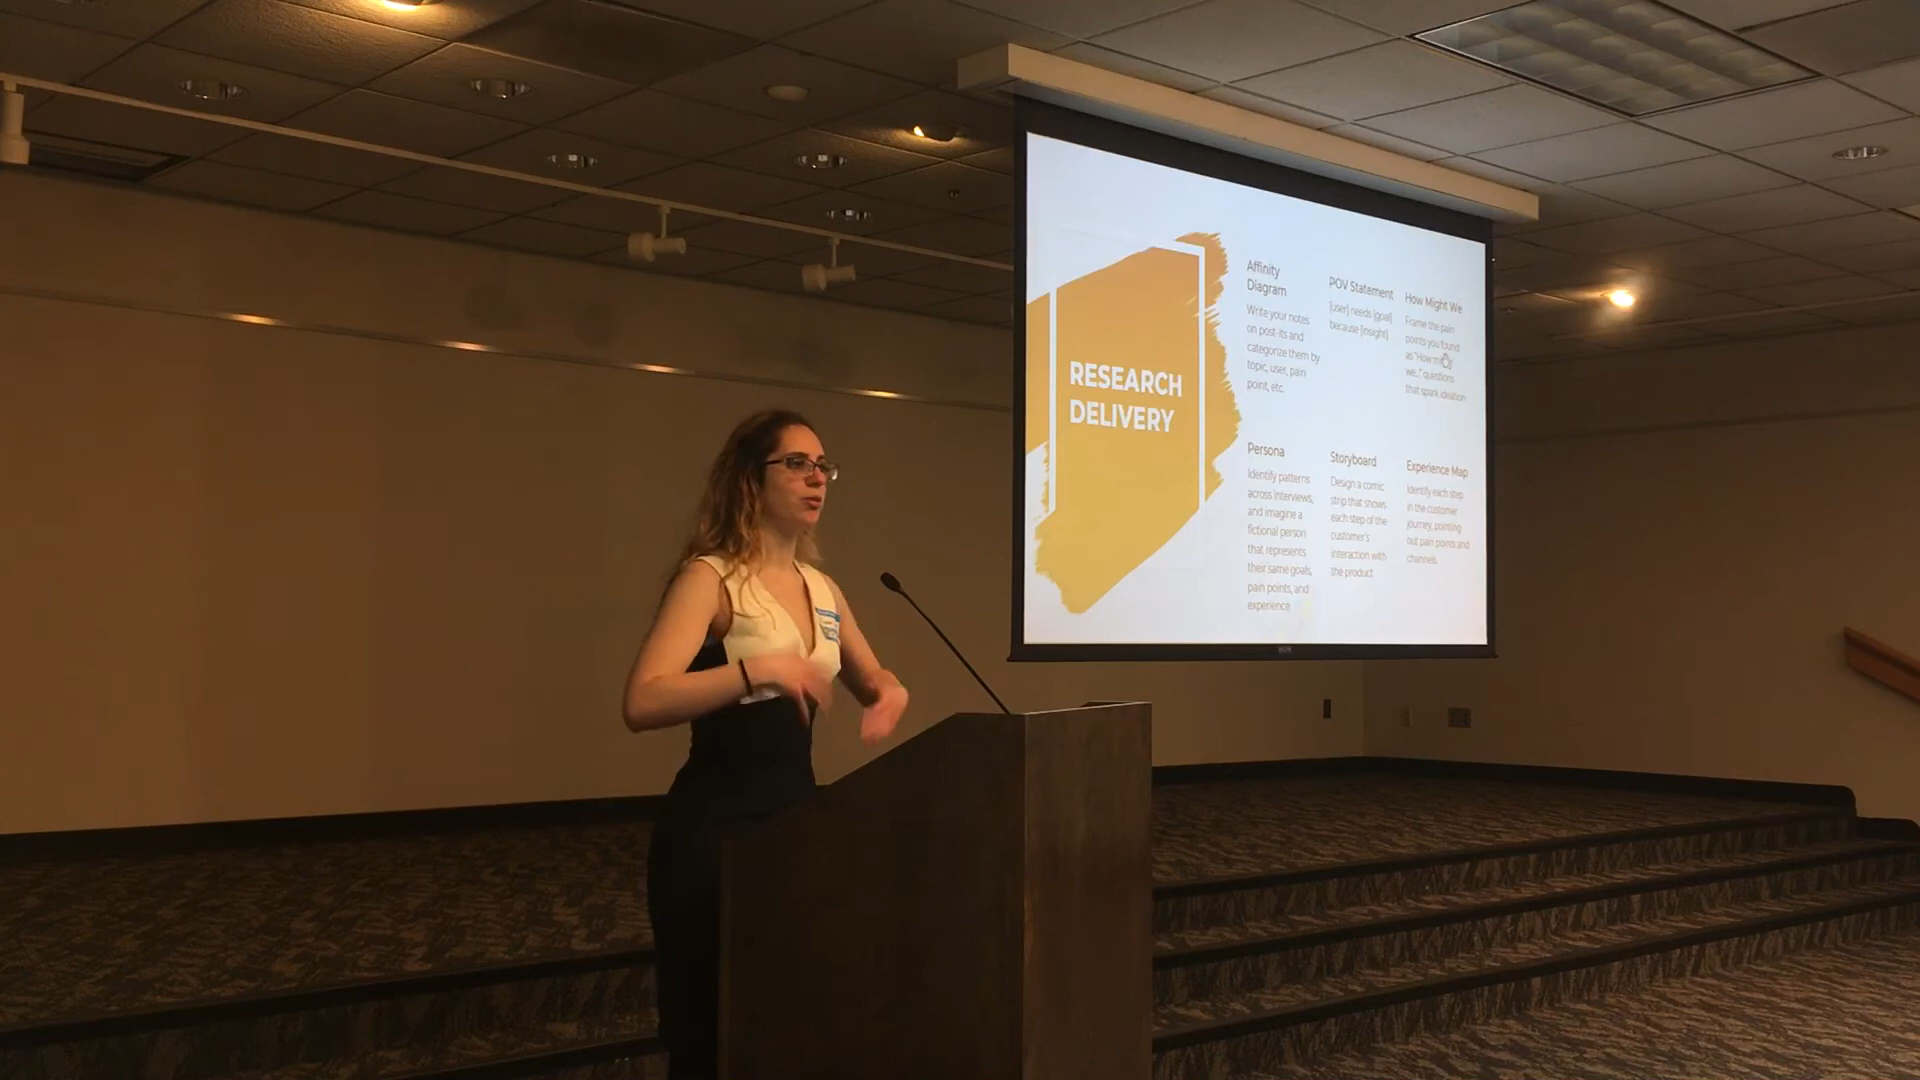 RESEARCH
DELIVERY
Affinity
Diagram
Write your notes
on post-its and
categorize them by
topic, user, pain
point, etc.
POV Statement
[user] needs [goal]
because [insight]
How Might We
Frame the pain
points you found
as "How might
we..." questions
that spark ideation
Persona
Identify patterns
across interviews,
and imagine a
fictional person
that represents
their same goals,
pain points, and
experience
Storyboard
Design a comic
strip that shows
each step of the
customer's
interaction with
the product
Experience Map
Identify each step
in the customer
journey, pointing
out pain points and
channels.